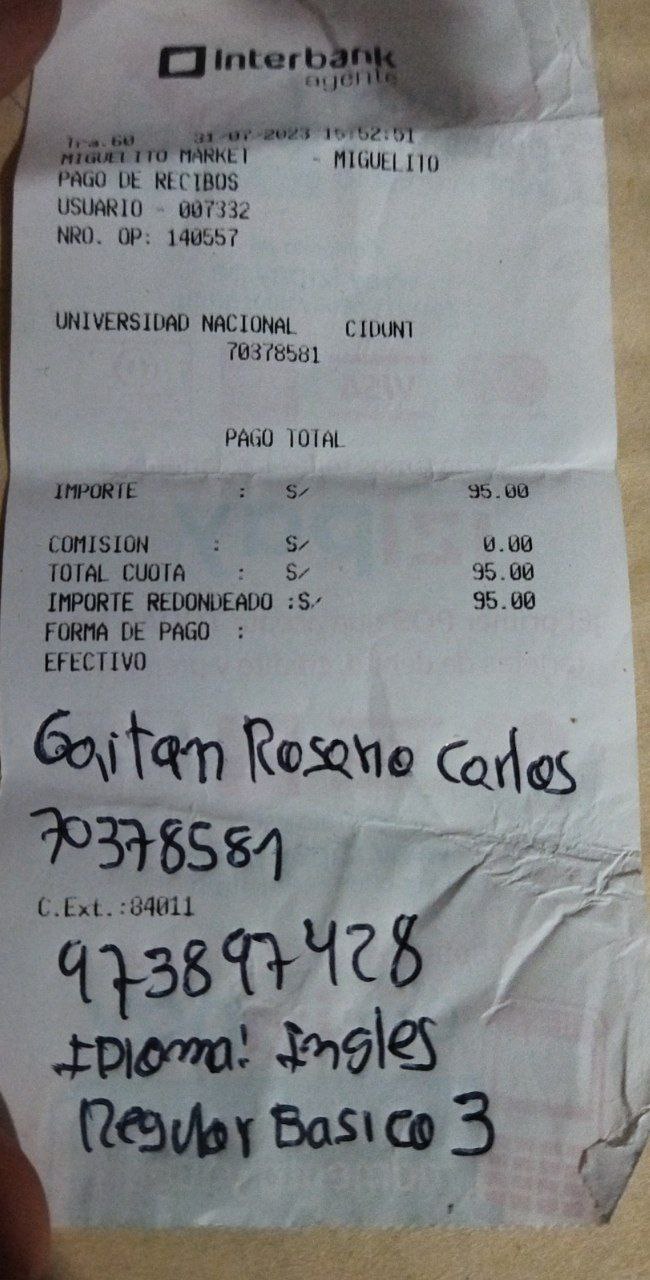 Interbank
agente
Tra.60 31-07-2023 15:52:51
MIGUELITO MARKET - MIGUELITO
PAGO DE RECIBOS
USUARIO - 007332
NRO. OP: 140557
UNIVERSIDAD NACIONAL CIDUNT
70378581
PAGO TOTAL
IMPORTE : S/ 95.00
COMISION : S/ 0.00
TOTAL CUOTA : S/ 95.00
IMPORTE REDONDEADO :S/ 95.00
FORMA DE PAGO :
EFECTIVO
Gaitan Rosario Carlos
70378581
C.Ext.:84011
973897428
IDioma: Ingles
Regular Basico 3